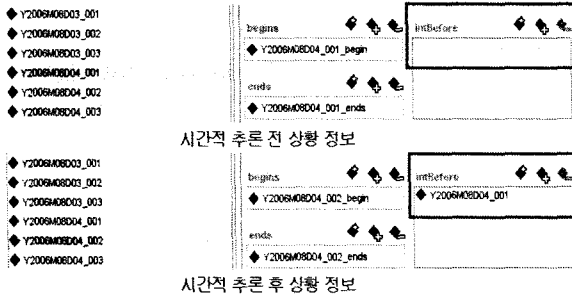 Y2006M08D03_001
Y2006M08D03_002
Y2006M08D03_003
Y2006M08D04_001
Y2006M08D04_002
Y2006M08D04_003
begins
Y2006M08D04_001_begin
ends
Y2006M08D04_001_ends
intBefore
시간적 추론 전 상황 정보
Y2006M08D03_001
Y2006M08D03_002
Y2006M08D03_003
Y2006M08D04_001
Y2006M08D04_002
Y2006M08D04_003
begins
Y2006M08D04_002_begin
ends
Y2006M08D04_002_ends
intBefore
Y2006M08D04_001
시간적 추론 후 상황 정보